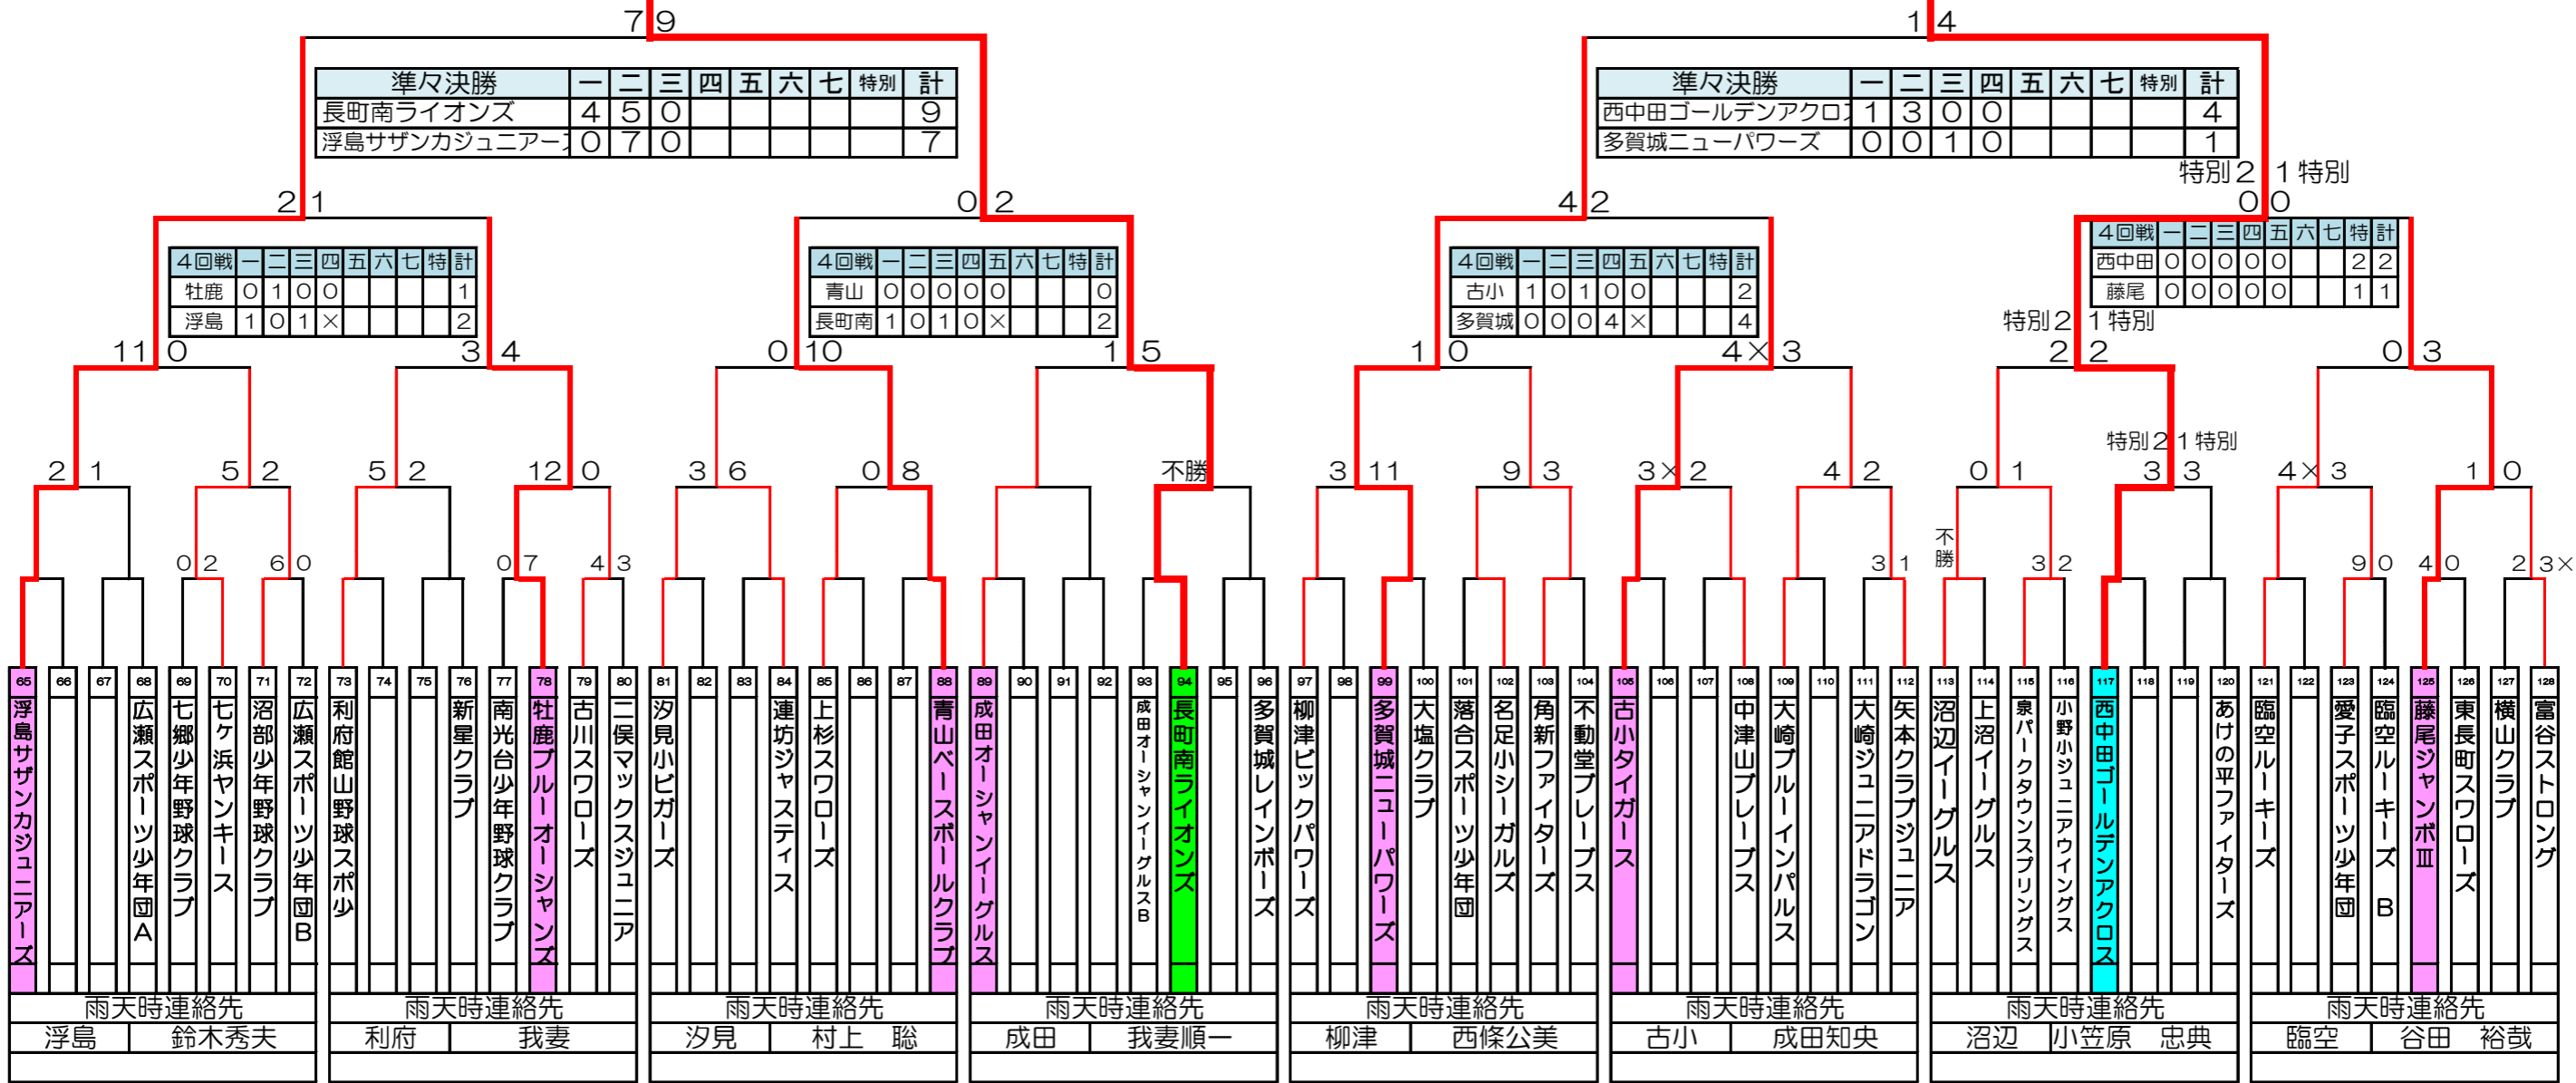 7 9
1 4
準々決勝 一 二 三 四 五 六 七 特別 計
長町南ライオンズ 4 5 0 9
浮島サザンカジュニアーズ 0 7 0 7
準々決勝 一 二 三 四 五 六 七 特別 計
西中田ゴールデンアクロス 1 3 0 0 4
多賀城ニューパワーズ 0 0 1 0 1
特別 2 1 特別
2 1
0 2
4 2
0 0
4回戦 一 二 三 四 五 六 七 特 計
牡鹿 0 1 0 0 1
浮島 1 0 1 × 2
4回戦 一 二 三 四 五 六 七 特 計
青山 0 0 0 0 0 0
長町南 1 0 1 0 × 2
4回戦 一 二 三 四 五 六 七 特 計
古小 1 0 1 0 0 2
多賀城 0 0 0 4 × 4
4回戦 一 二 三 四 五 六 七 特 計
西中田 0 0 0 0 0 2 2
藤尾 0 0 0 0 0 1 1
特別 2 1 特別
11 0
3 4
0 10
1 5
1 0
4× 3
2 2
0 3
特別 2 1 特別
2 1
5 2
5 2
12 0
3 6
0 8
不勝
3 11
9 3
3× 2
4 2
0 1
3 3
4× 3
1 0
不勝
0 2
6 0
0 7
4 3
3 1
3 2
9 0
4 0
2 3×
65 浮島サザンカジュニアーズ
66
67
68 広瀬スポーツ少年団A
69 七郷少年野球クラブ
70 七ヶ浜ヤンキース
71 沼部少年野球クラブ
72 広瀬スポーツ少年団B
73 利府館山野球スポ少
74
75
76 新星クラブ
77 南光台少年野球クラブ
78 牡鹿ブルーオーシャンズ
79 古川スワローズ
80 二俣マックスジュニア
81 汐見小ビガーズ
82
83
84 連坊ジャスティス
85 上杉スワローズ
86
87
88 青山ベースボールクラブ
89 成田オーシャンイーグルス
90
91
92
93 成田オーシャンイーグルスB
94 長町南ライオンズ
95
96 多賀城レインボーズ
97 柳津ビックパワーズ
98
99 多賀城ニューパワーズ
100 大塩クラブ
101 落合スポーツ少年団
102 名足小シーガルズ
103 角新ファイターズ
104 不動堂ブレーブス
105 古小タイガース
106
107
108 中津山ブレーブス
109 大崎ブルーインパルス
110
111 大崎ジュニアドラゴン
112 矢本クラブジュニア
113 沼辺イーグルス
114 上沼イーグルス
115 泉パークタウンスプリングス
116 小野小ジュニアウイングス
117 西中田ゴールデンアクロス
118
119
120 あけの平ファイターズ
121 臨空ルーキーズ
122
123 愛子スポーツ少年団
124 臨空ルーキーズ B
125 藤尾ジャンボⅢ
126 東長町スワローズ
127 横山クラブ
128 富谷ストロング
雨天時連絡先 雨天時連絡先 雨天時連絡先 雨天時連絡先 雨天時連絡先 雨天時連絡先 雨天時連絡先 雨天時連絡先
浮島 鈴木秀夫 利府 我妻 汐見 村上 聡 成田 我妻順一 柳津 西條公美 古小 成田知央 沼辺 小笠原 忠典 臨空 谷田 裕哉